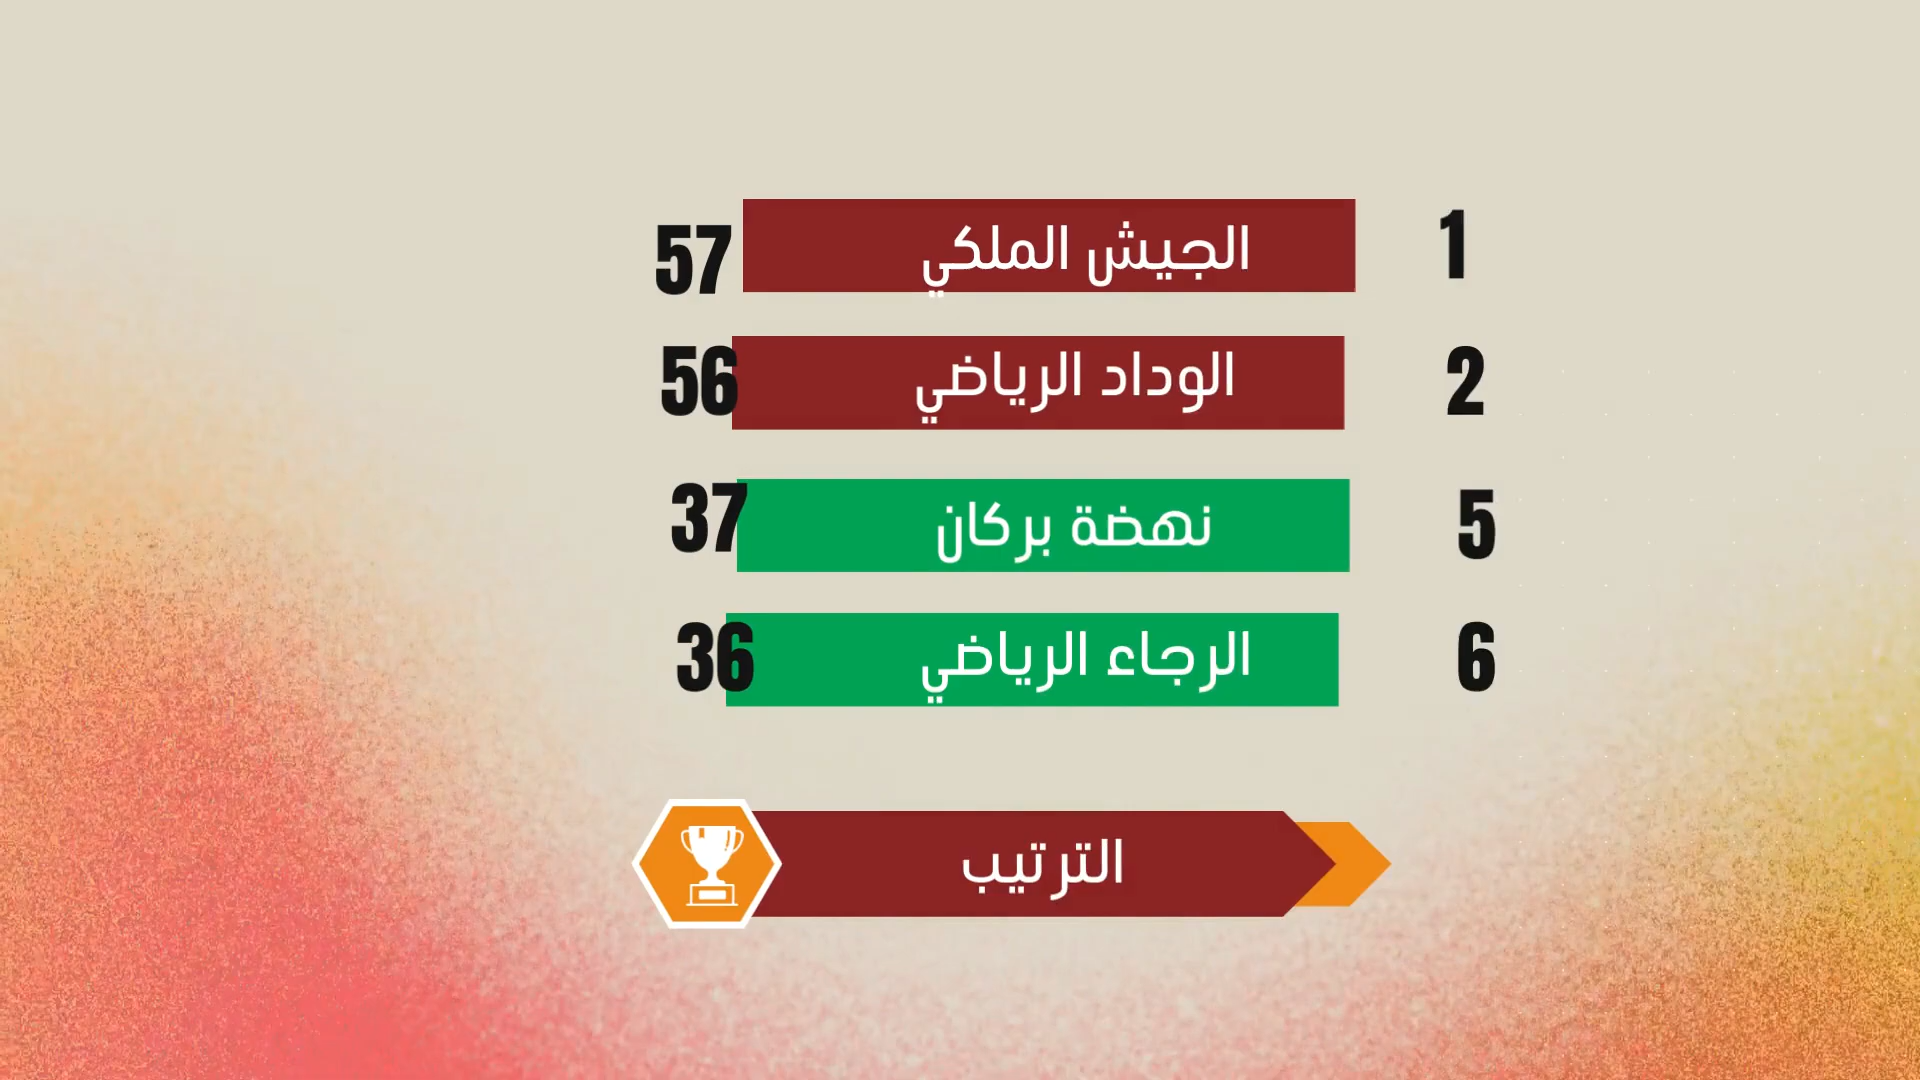 1 الجيش الملكي 57
2 الوداد الرياضي 56
5 نهضة بركان 37
6 الرجاء الرياضي 36
الترتيب